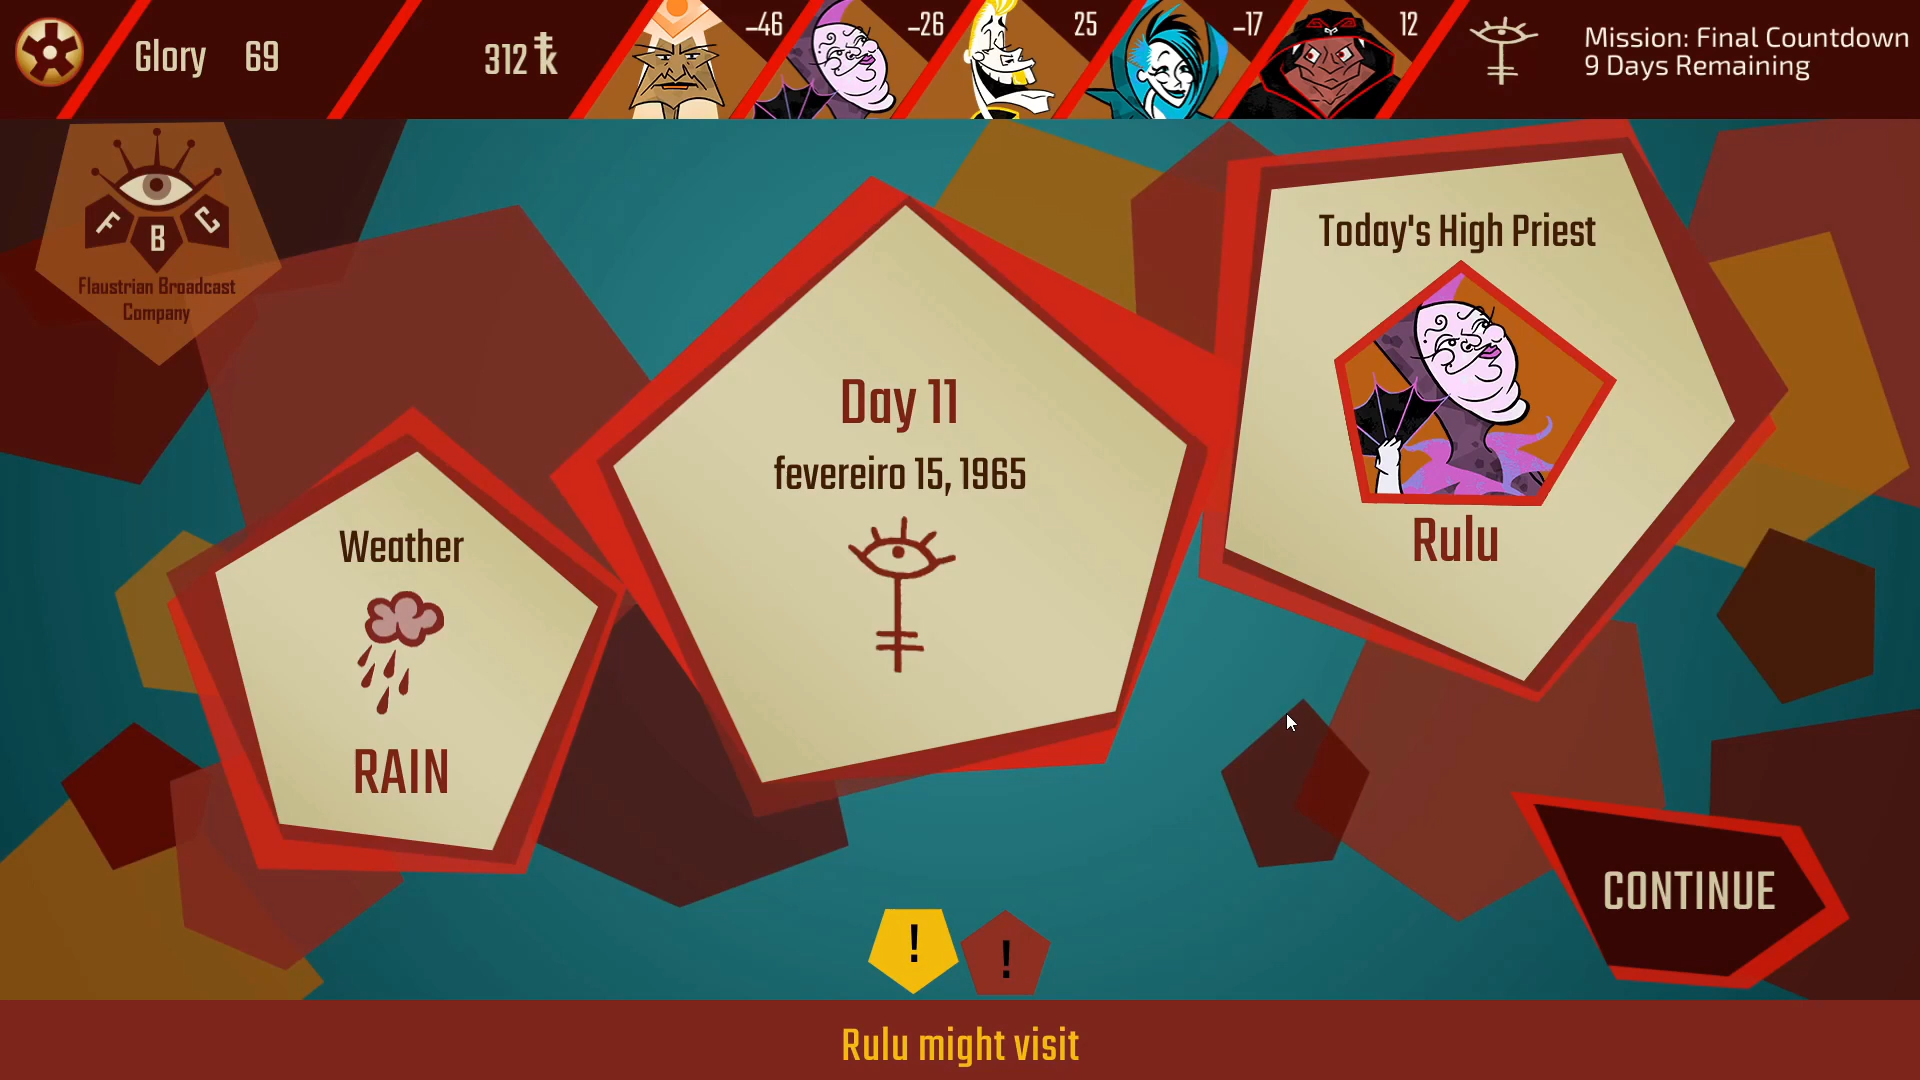 Glory 69
312
-46
-26
25
-17
12
Mission: Final Countdown
9 Days Remaining
F B C
Flaustrian Broadcast
Company
Today's High Priest
Rulu
Day 11
fevereiro 15, 1965
Weather
RAIN
CONTINUE
!
!
Rulu might visit